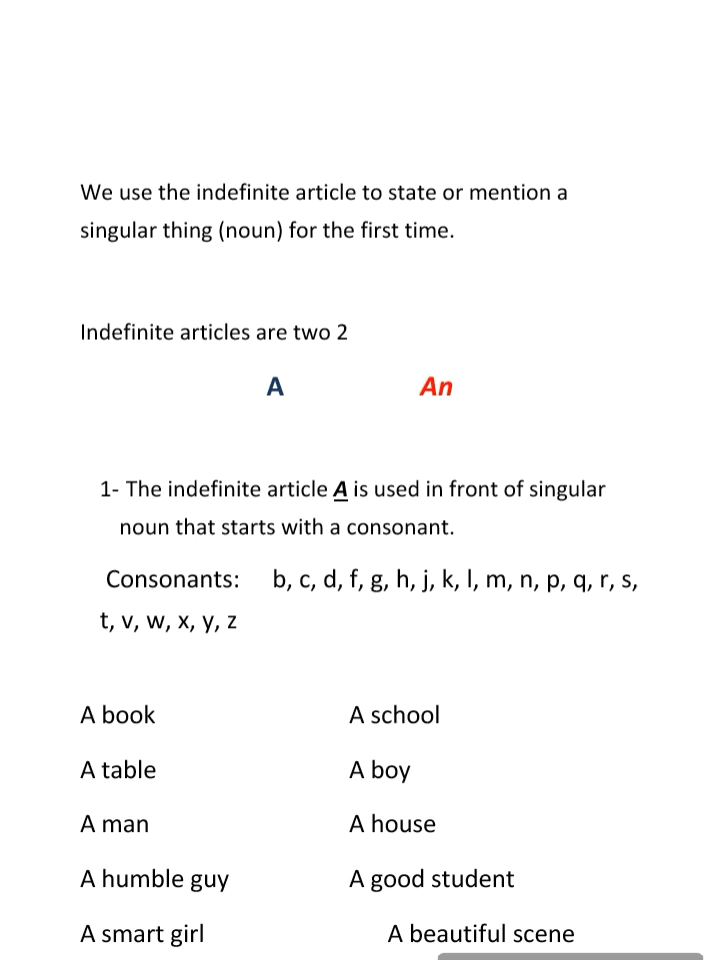 We use the indefinite article to state or mention a
singular thing (noun) for the first time.
Indefinite articles are two 2
A An
1- The indefinite article A is used in front of singular
noun that starts with a consonant.
Consonants: b, c, d, f, g, h, j, k, l, m, n, p, q, r, s,
t, v, w, x, y, z
A book A school
A table A boy
A man A house
A humble guy A good student
A smart girl A beautiful scene